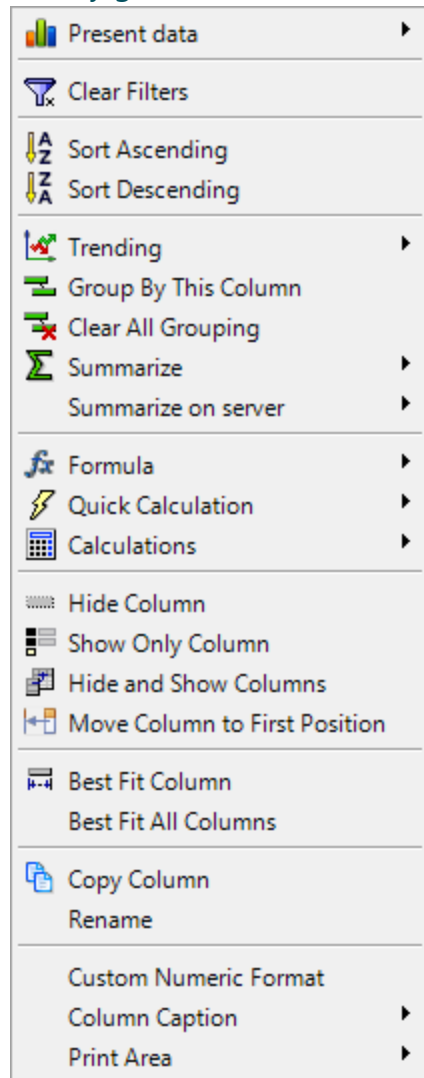 Present data
Clear Filters
Sort Ascending
Sort Descending
Trending
Group By This Column
Clear All Grouping
Summarize
Summarize on server
Formula
Quick Calculation
Calculations
Hide Column
Show Only Column
Hide and Show Columns
Move Column to First Position
Best Fit Column
Best Fit All Columns
Copy Column
Rename
Custom Numeric Format
Column Caption
Print Area